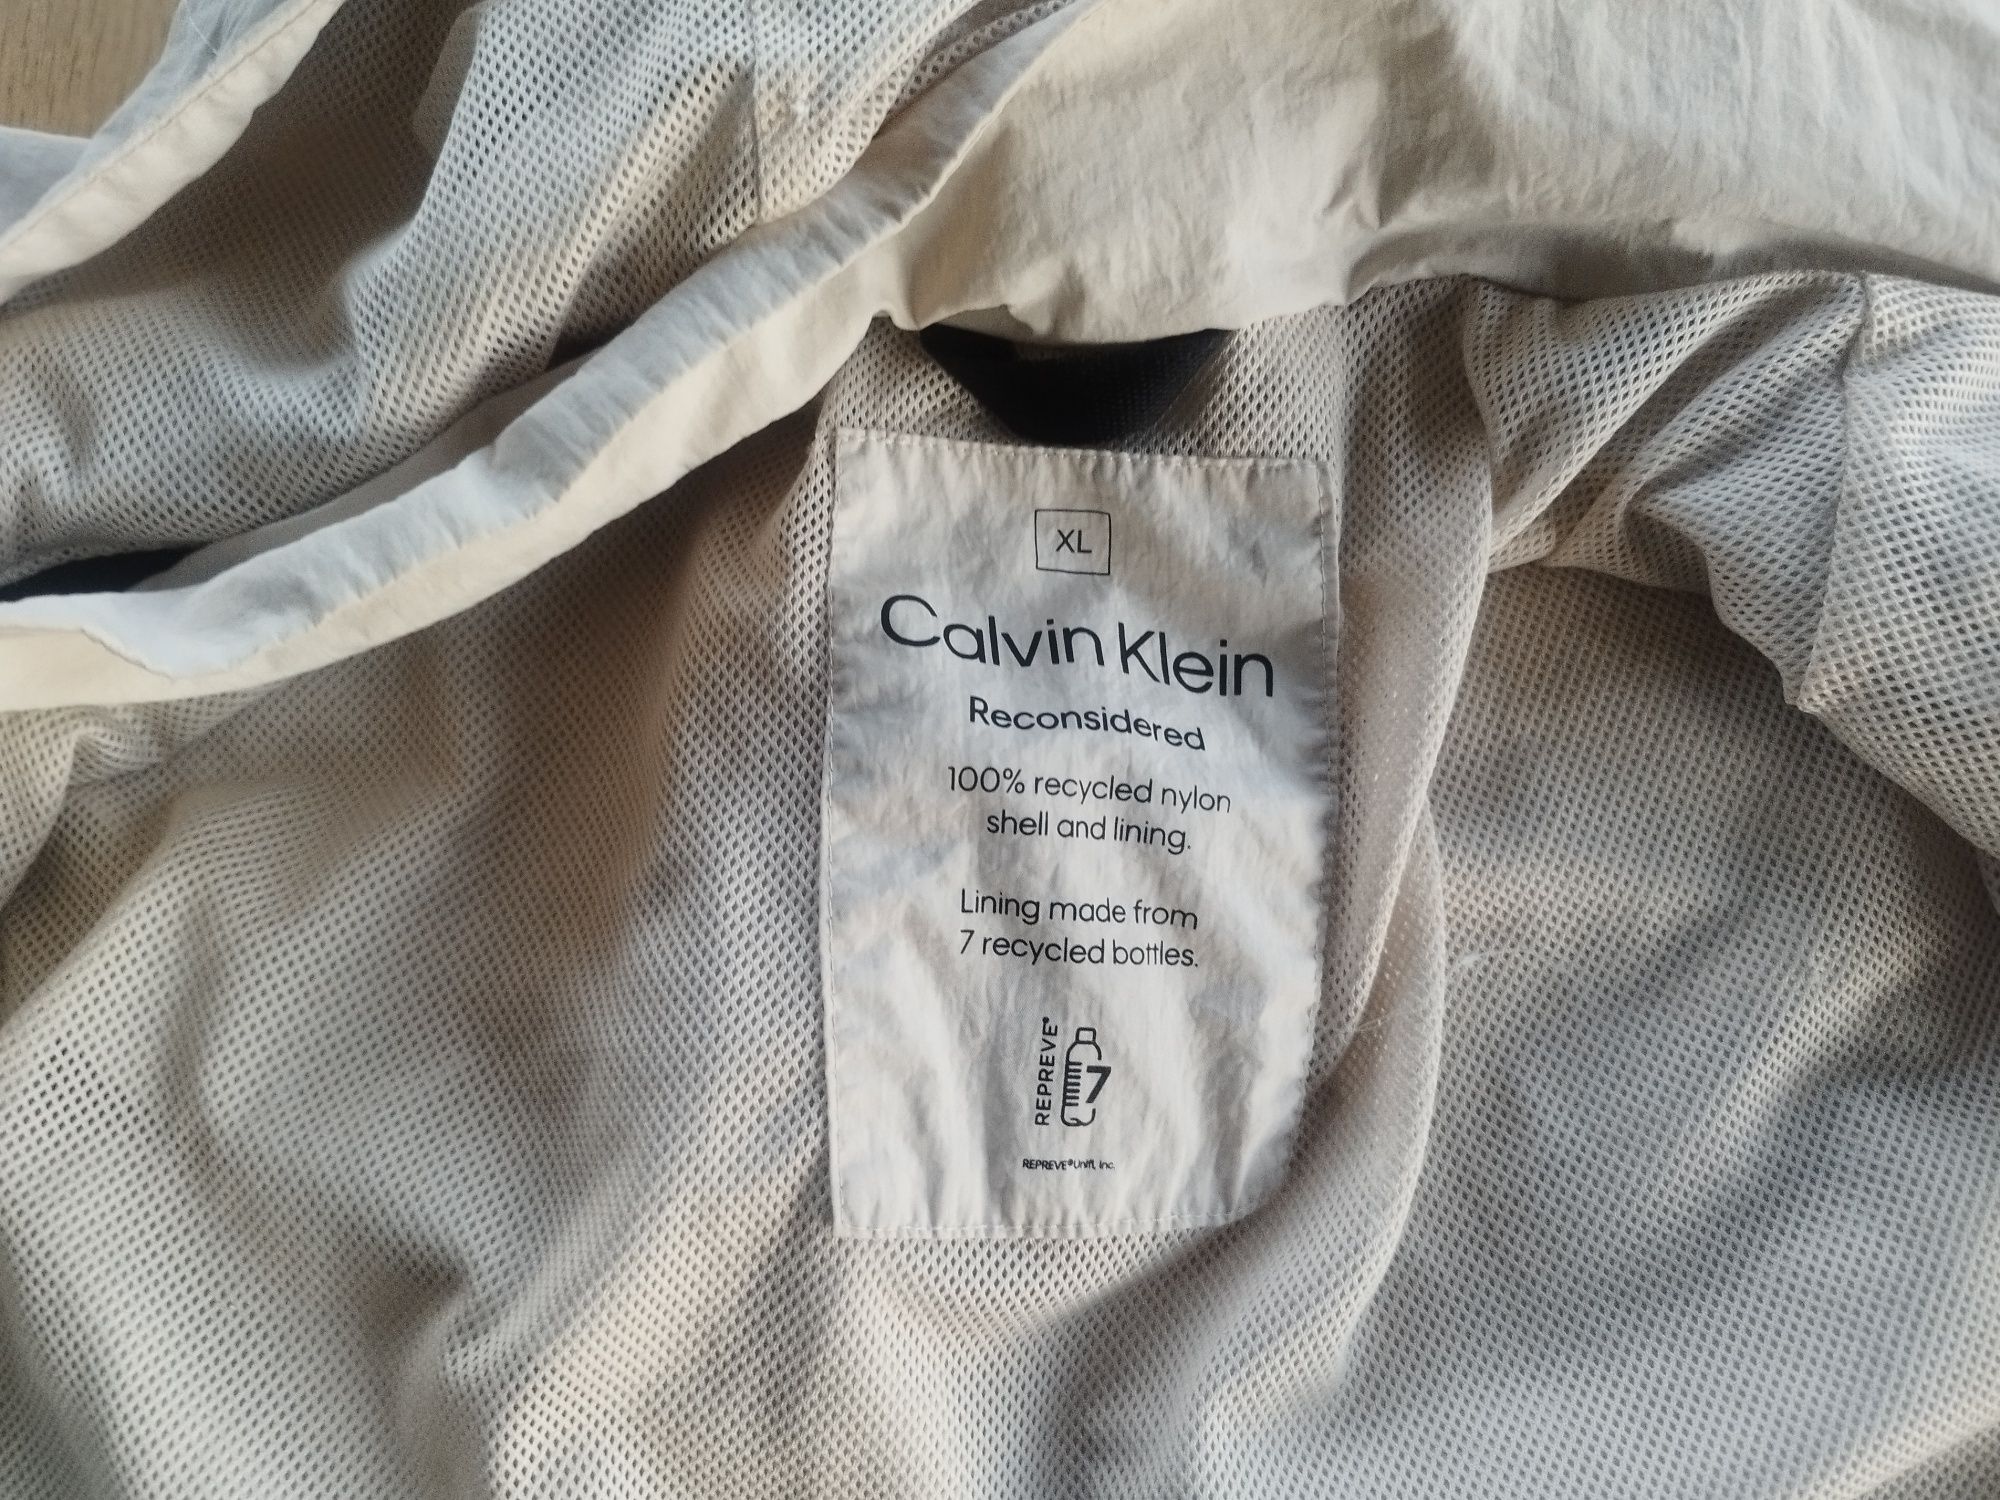 XL
Calvin Klein
Reconsidered
100% recycled nylon
shell and lining.
Lining made from
7 recycled bottles.
REPREVE®
7
REPREVE® Unifi, Inc.